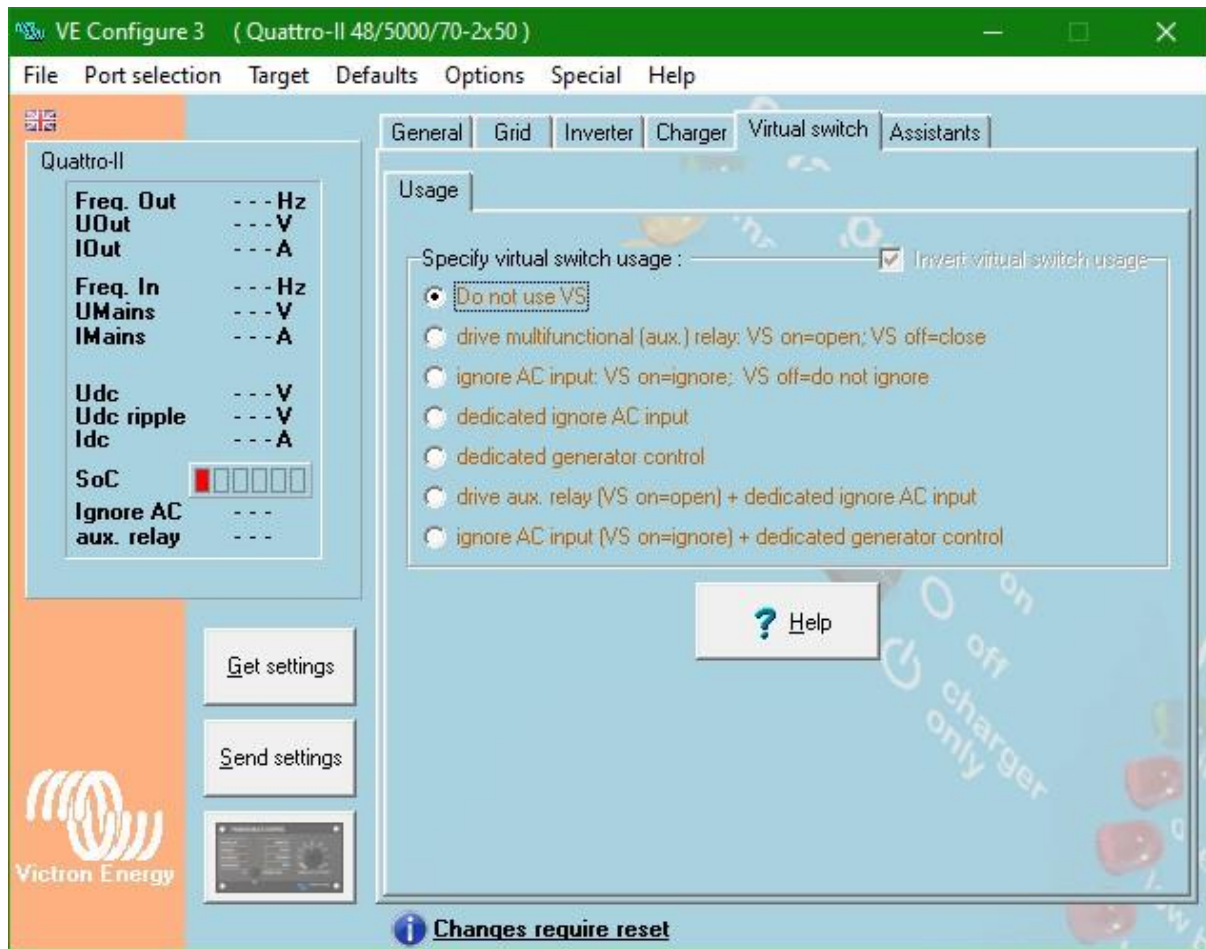 VE Configure 3 ( Quattro-II 48/5000/70-2x50 )
File Port selection Target Defaults Options Special Help
General Grid Inverter Charger Virtual switch Assistants
Quattro-II
Freq. Out - - - Hz
UOut - - - V
IOut - - - A
Freq. In - - - Hz
UMains - - - V
IMains - - - A
Udc - - - V
Udc ripple - - - V
Idc - - - A
SoC
Ignore AC - - -
aux. relay - - -
Get settings
Send settings
Victron Energy
Usage
Specify virtual switch usage :
Invert virtual switch usage
Do not use VS
drive multifunctional (aux.) relay: VS on=open; VS off=close
ignore AC input: VS on=ignore; VS off=do not ignore
dedicated ignore AC input
dedicated generator control
drive aux. relay (VS on=open) + dedicated ignore AC input
ignore AC input (VS on=ignore) + dedicated generator control
? Help
on
off
charger
only
Changes require reset